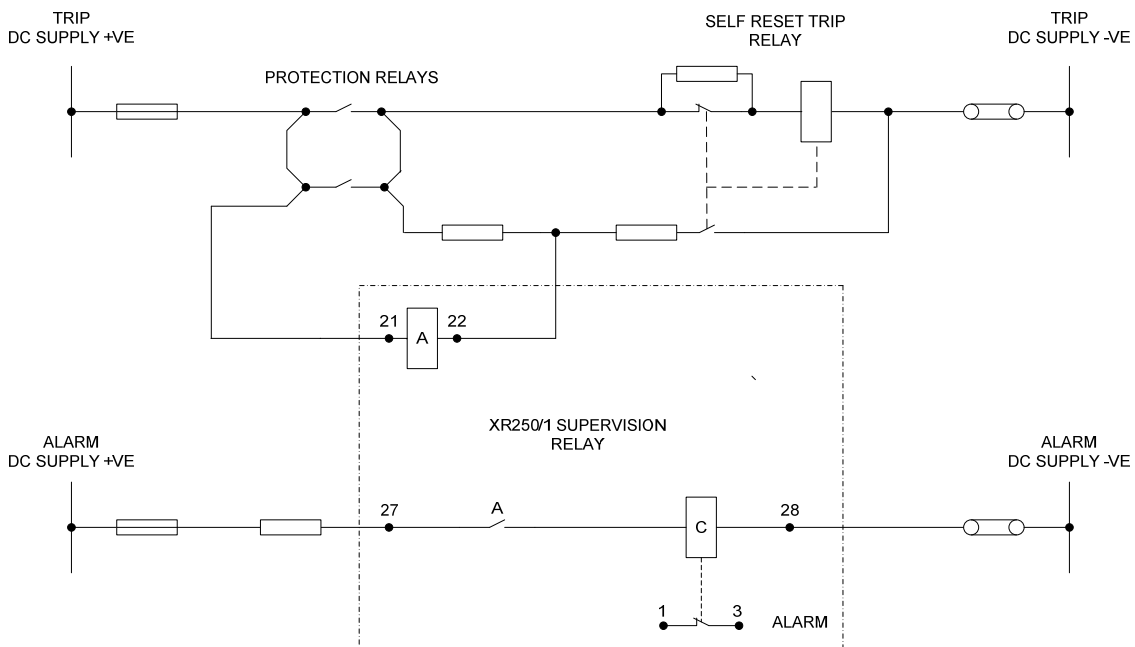 TRIP
DC SUPPLY +VE
SELF RESET TRIP
RELAY
TRIP
DC SUPPLY -VE
PROTECTION RELAYS
21
22
A
XR250/1 SUPERVISION
RELAY
ALARM
DC SUPPLY +VE
ALARM
DC SUPPLY -VE
27
A
C
28
1
3
ALARM